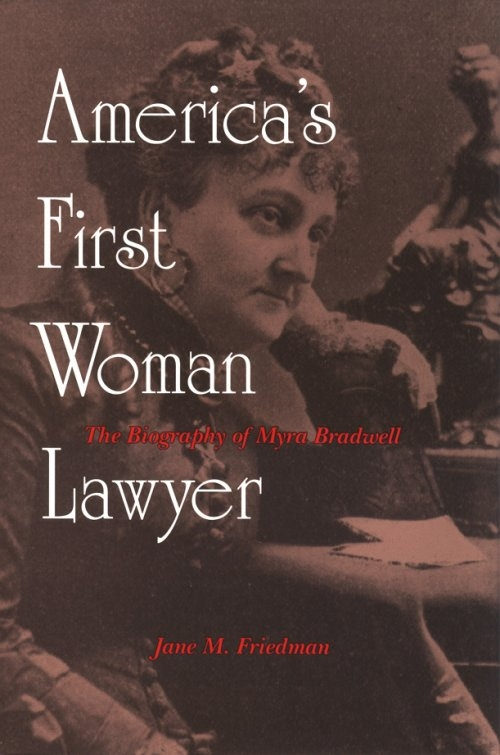 America's
First
Woman
The Biography of Myra Bradwell
Lawyer
Jane M. Friedman